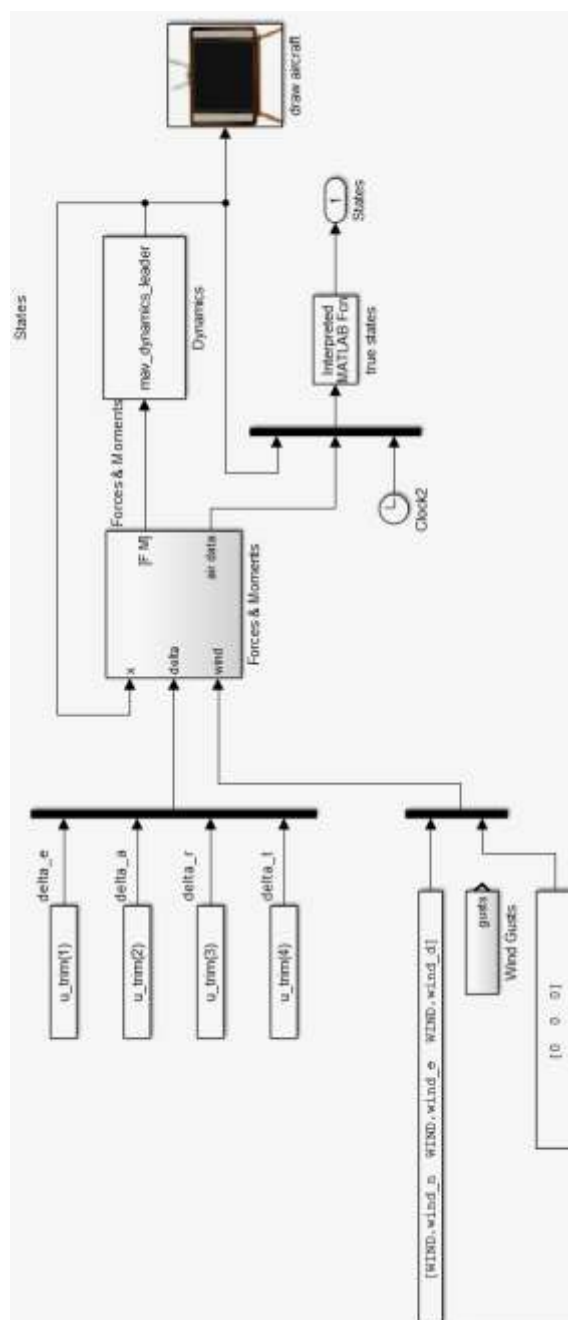 u_trim(1)
delta_e
u_trim(2)
delta_a
u_trim(3)
delta_r
u_trim(4)
delta_t
[WIND.wind_n  WIND.wind_e  WIND.wind_d]
gusts
Wind Gusts
[0  0  0]
x
delta
wind
[F M]
air data
Forces & Moments
Forces & Moments
mav_dynamics_leader
Dynamics
States
draw aircraft
Clock2
Interpreted
MATLAB Fcn
true states
1
States